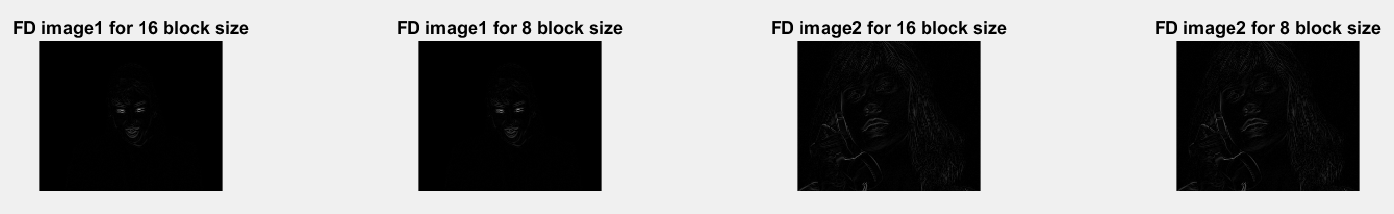 FD image1 for 16 block size
FD image1 for 8 block size
FD image2 for 16 block size
FD image2 for 8 block size